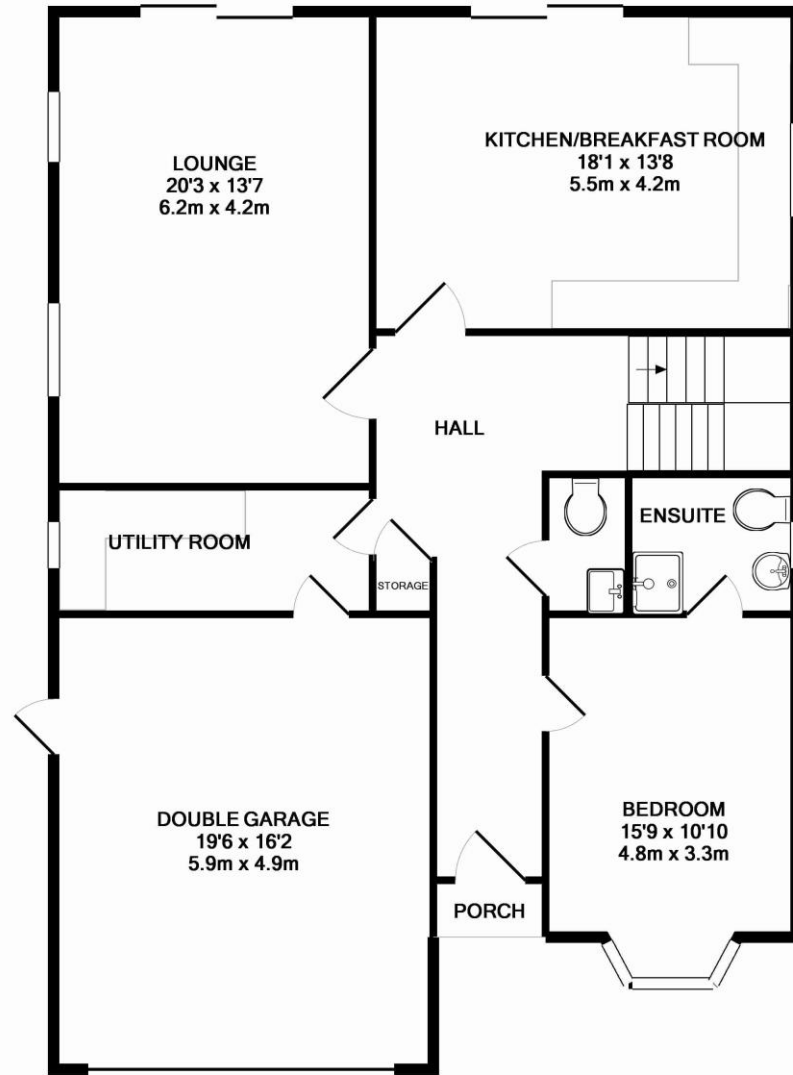 LOUNGE
20'3 x 13'7
6.2m x 4.2m
KITCHEN/BREAKFAST ROOM
18'1 x 13'8
5.5m x 4.2m
HALL
UTILITY ROOM
STORAGE
ENSUITE
DOUBLE GARAGE
19'6 x 16'2
5.9m x 4.9m
BEDROOM
15'9 x 10'10
4.8m x 3.3m
PORCH